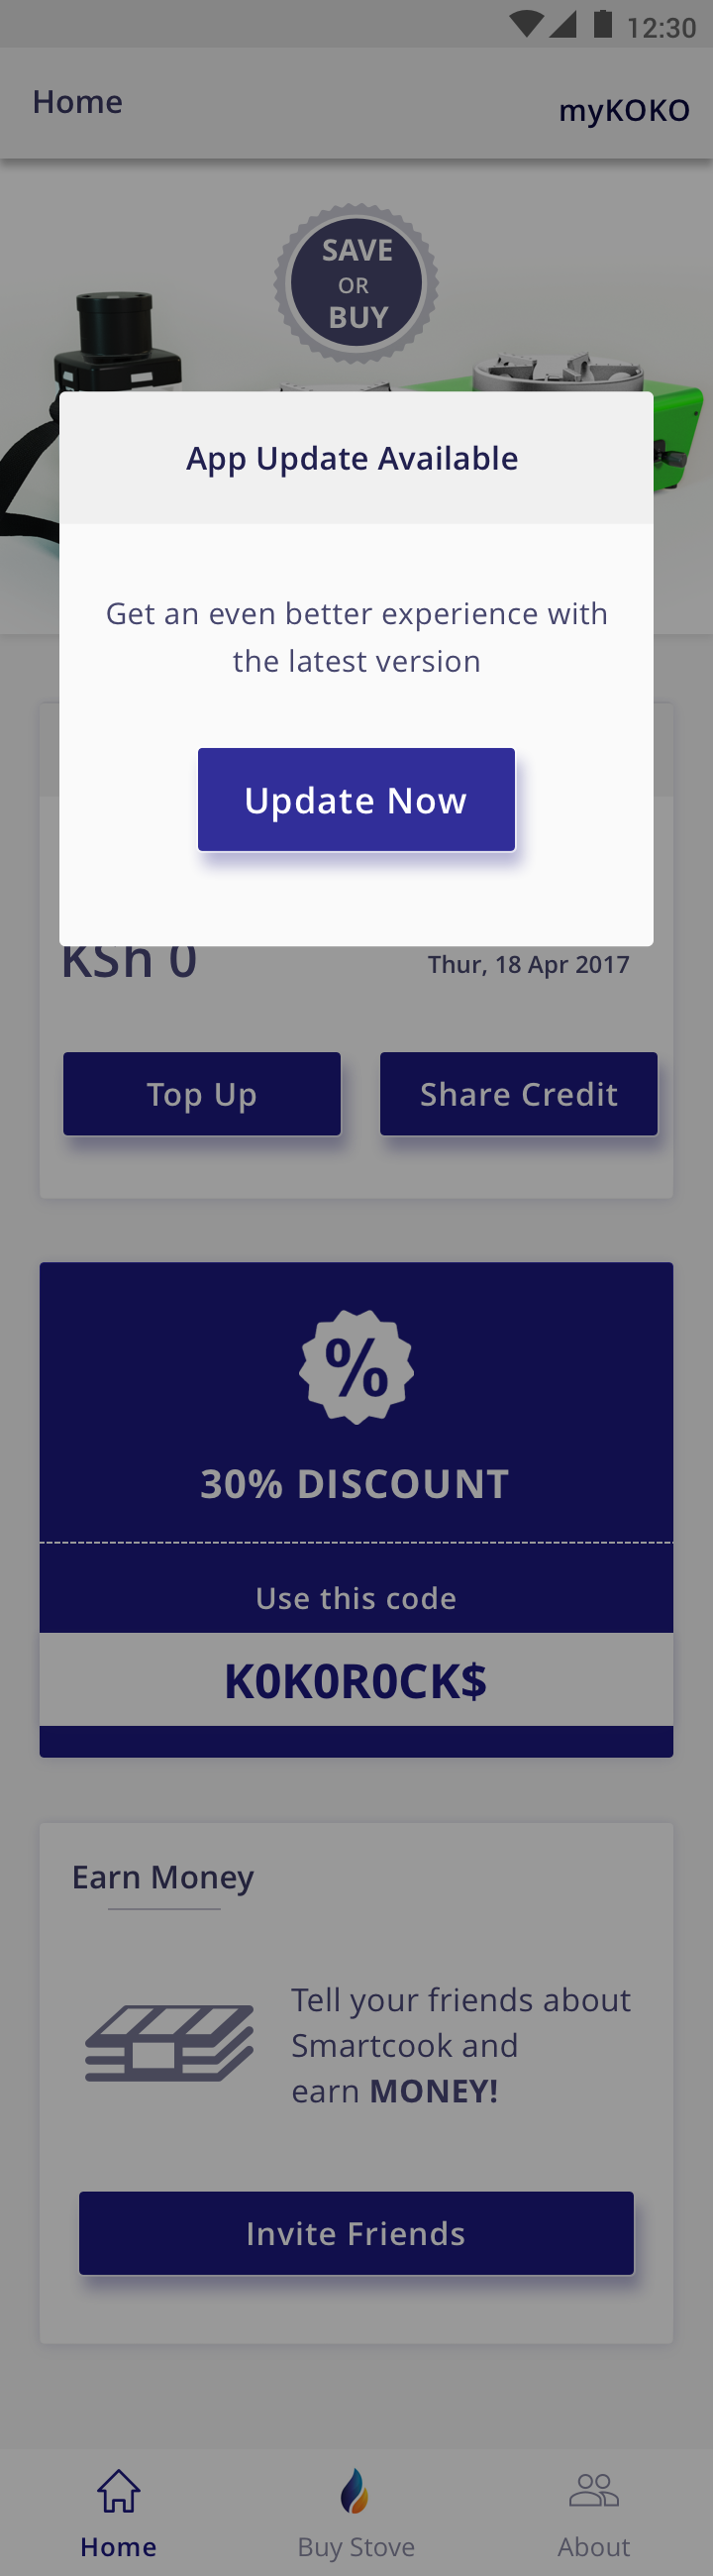 12:30
Home
myKOKO
SAVE
OR
BUY
App Update Available
Get an even better experience with
the latest version
Update Now
KSh 0
Thur, 18 Apr 2017
Top Up
Share Credit
%
30% DISCOUNT
Use this code
K0K0R0CK$
Earn Money
Tell your friends about
Smartcook and
earn MONEY!
Invite Friends
Home
Buy Stove
About